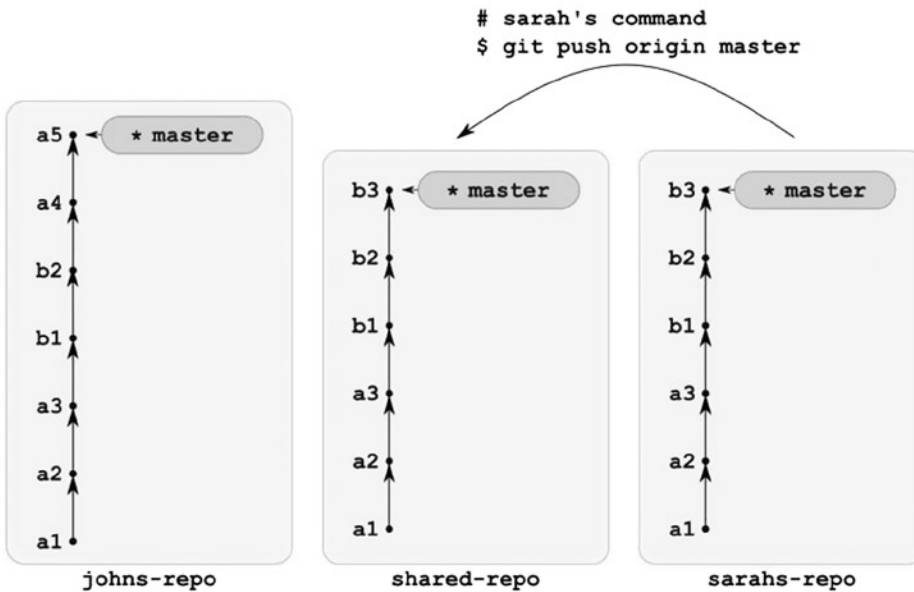 # sarah's command
$ git push origin master
a5 * master
a4
b2
b1
a3
a2
a1
johns-repo
b3 * master
b2
b1
a3
a2
a1
shared-repo
b3 * master
b2
b1
a3
a2
a1
sarahs-repo